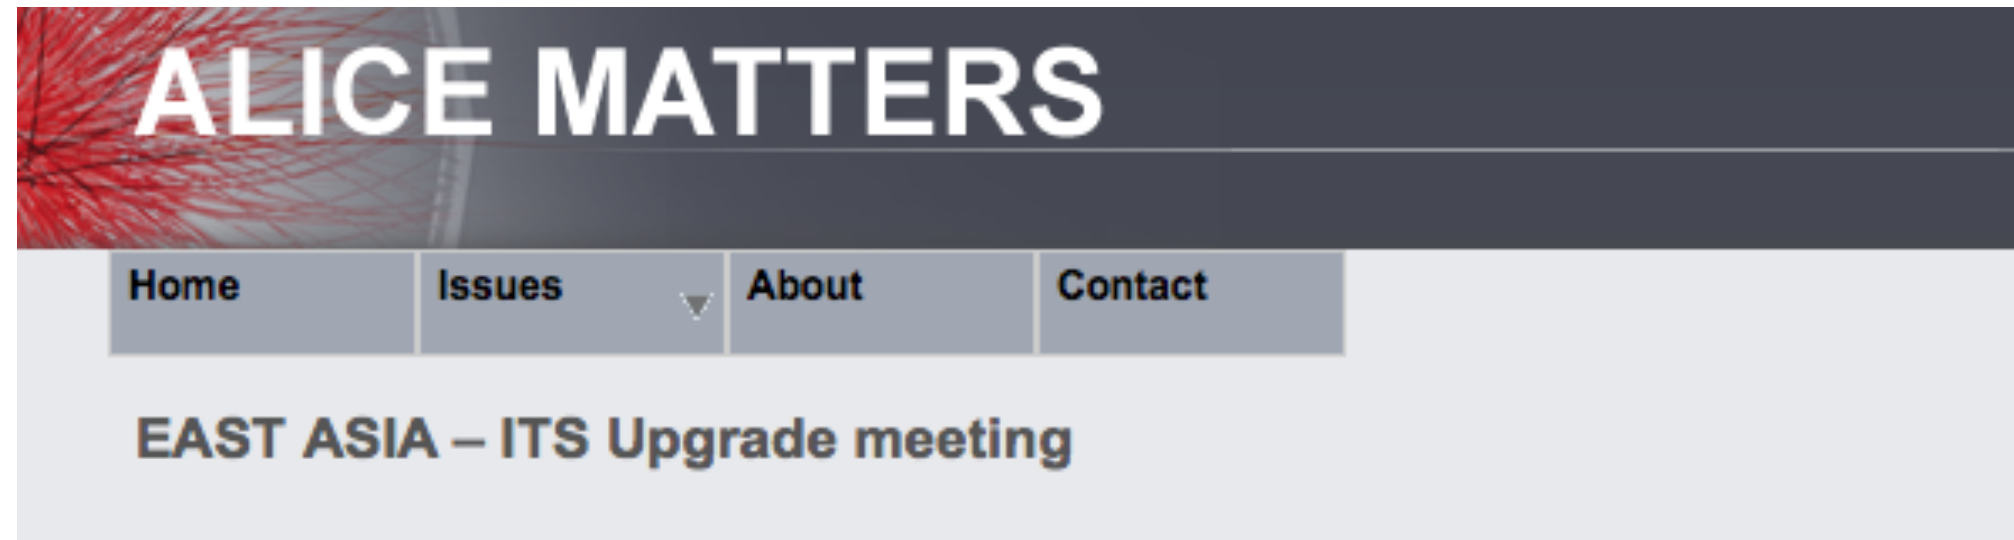 ALICE MATTERS
Home Issues About Contact
EAST ASIA – ITS Upgrade meeting